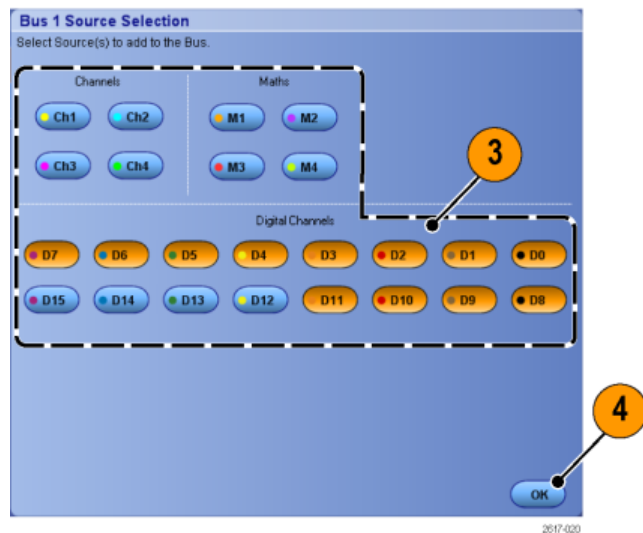 Bus 1 Source Selection
Select Source(s) to add to the Bus.
Channels Maths
Ch1 Ch2 M1 M2
3
Ch3 Ch4 M3 M4
Digital Channels
D7 D6 D5 D4 D3 D2 D1 D0
D15 D14 D13 D12 D11 D10 D9 D8
4
OK
2617-020